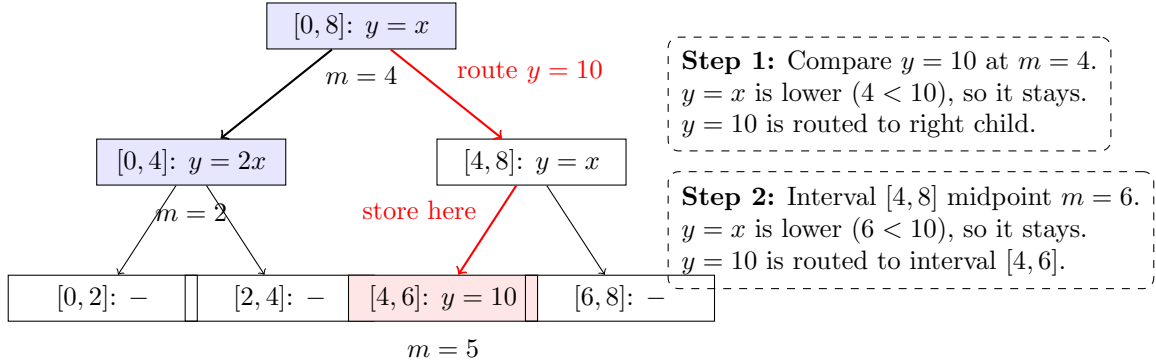 [0, 8]: y = x
m = 4
route y = 10
[0, 4]: y = 2x
[4, 8]: y = x
m = 2
store here
[0, 2]: −
[2, 4]: −
[4, 6]: y = 10
[6, 8]: −
m = 5
Step 1: Compare y = 10 at m = 4.
y = x is lower (4 < 10), so it stays.
y = 10 is routed to right child.
Step 2: Interval [4, 8] midpoint m = 6.
y = x is lower (6 < 10), so it stays.
y = 10 is routed to interval [4, 6].